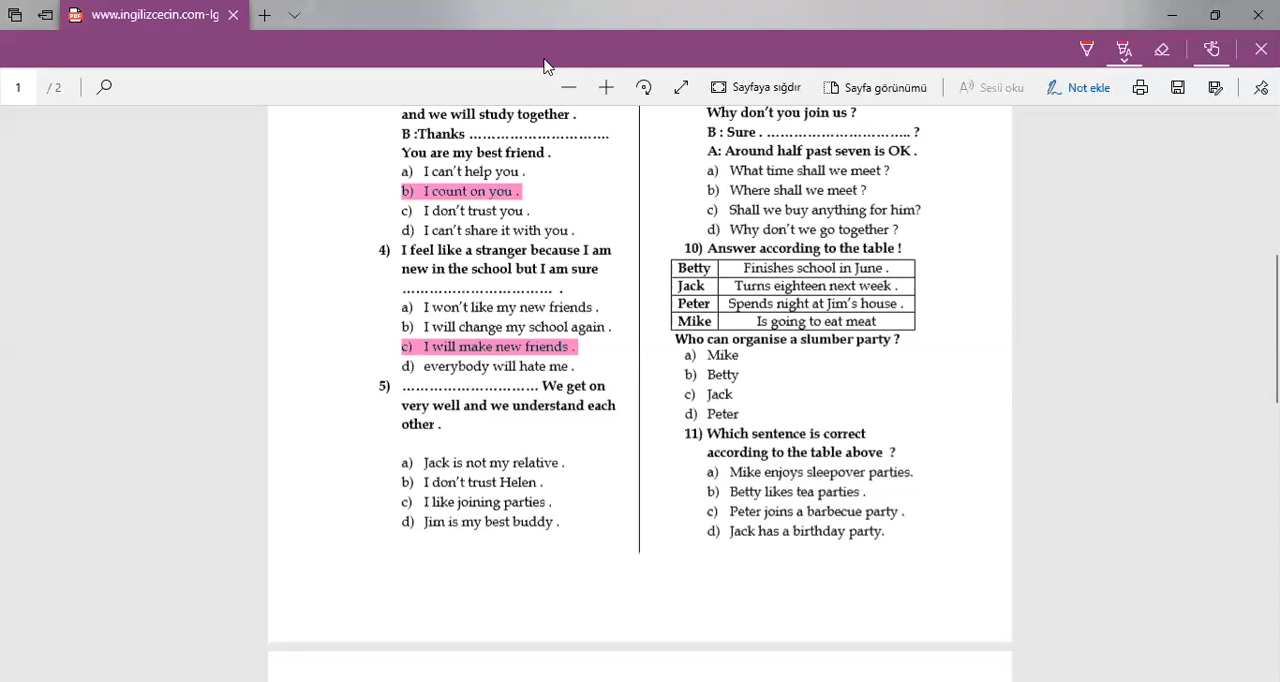 www.ingilizcecin.com-lg
1 / 2
Sayfaya sığdır
Sayfa görünümü
Sesli oku
Not ekle
and we will study together .
B :Thanks ………………………….
You are my best friend .
a) I can't help you .
b) I count on you .
c) I don't trust you .
d) I can't share it with you .
4) I feel like a stranger because I am
new in the school but I am sure
………………………… .
a) I won't like my new friends .
b) I will change my school again .
c) I will make new friends .
d) everybody will hate me .
5) ………………………… We get on
very well and we understand each
other .
a) Jack is not my relative .
b) I don't trust Helen .
c) I like joining parties .
d) Jim is my best buddy .
Why don't you join us ?
B : Sure . ………………………….. ?
A: Around half past seven is OK .
a) What time shall we meet ?
b) Where shall we meet ?
c) Shall we buy anything for him?
d) Why don't we go together ?
10) Answer according to the table !
Betty Finishes school in June .
Jack Turns eighteen next week .
Peter Spends night at Jim's house .
Mike Is going to eat meat
Who can organise a slumber party ?
a) Mike
b) Betty
c) Jack
d) Peter
11) Which sentence is correct
according to the table above ?
a) Mike enjoys sleepover parties.
b) Betty likes tea parties .
c) Peter joins a barbecue party .
d) Jack has a birthday party.